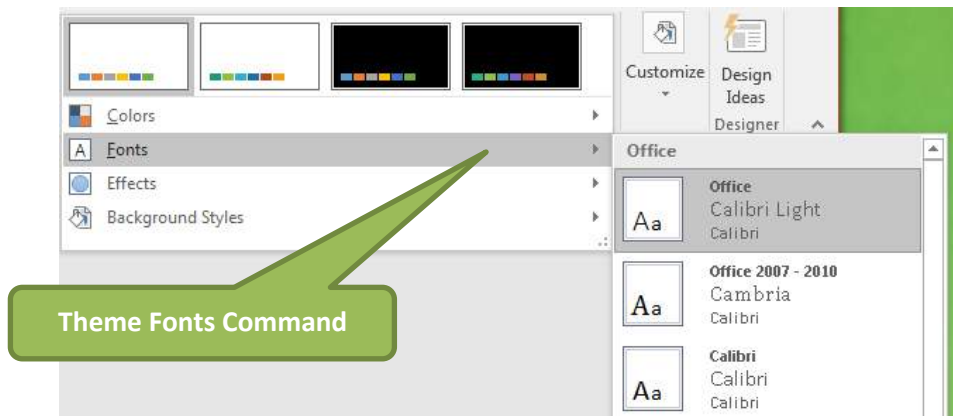 Customize
Design
Ideas
Designer
Colors
A Fonts
Effects
Background Styles
Theme Fonts Command
Office
Aa
Office
Calibri Light
Calibri
Aa
Office 2007 - 2010
Cambria
Calibri
Aa
Calibri
Calibri
Calibri